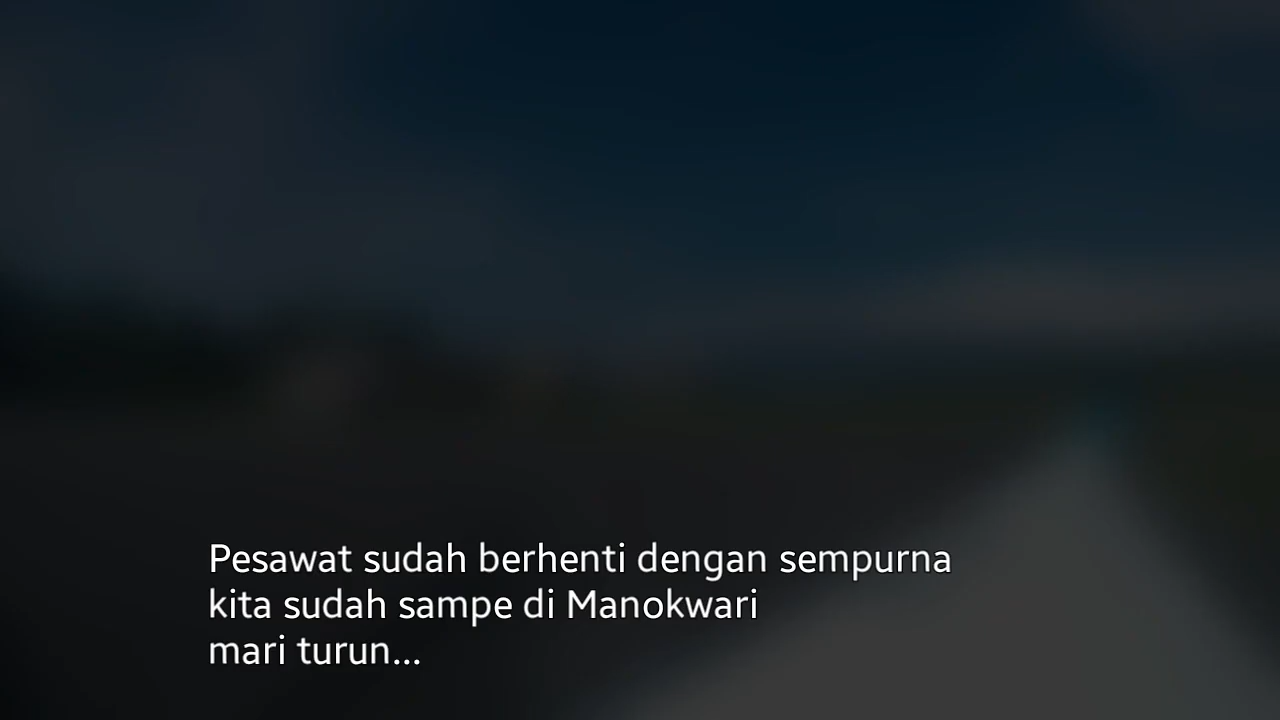 Pesawat sudah berhenti dengan sempurna
kita sudah sampe di Manokwari
mari turun...